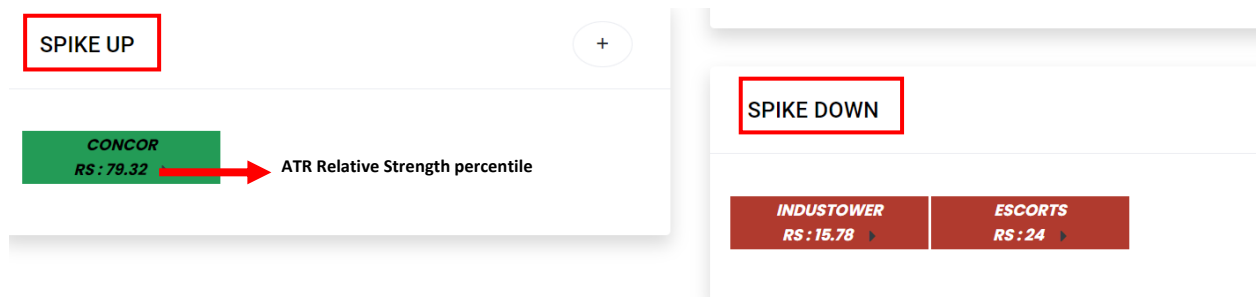 SPIKE UP
+
CONCOR
RS : 79.32
ATR Relative Strength percentile
SPIKE DOWN
INDUSTOWER
RS : 15.78
ESCORTS
RS : 24